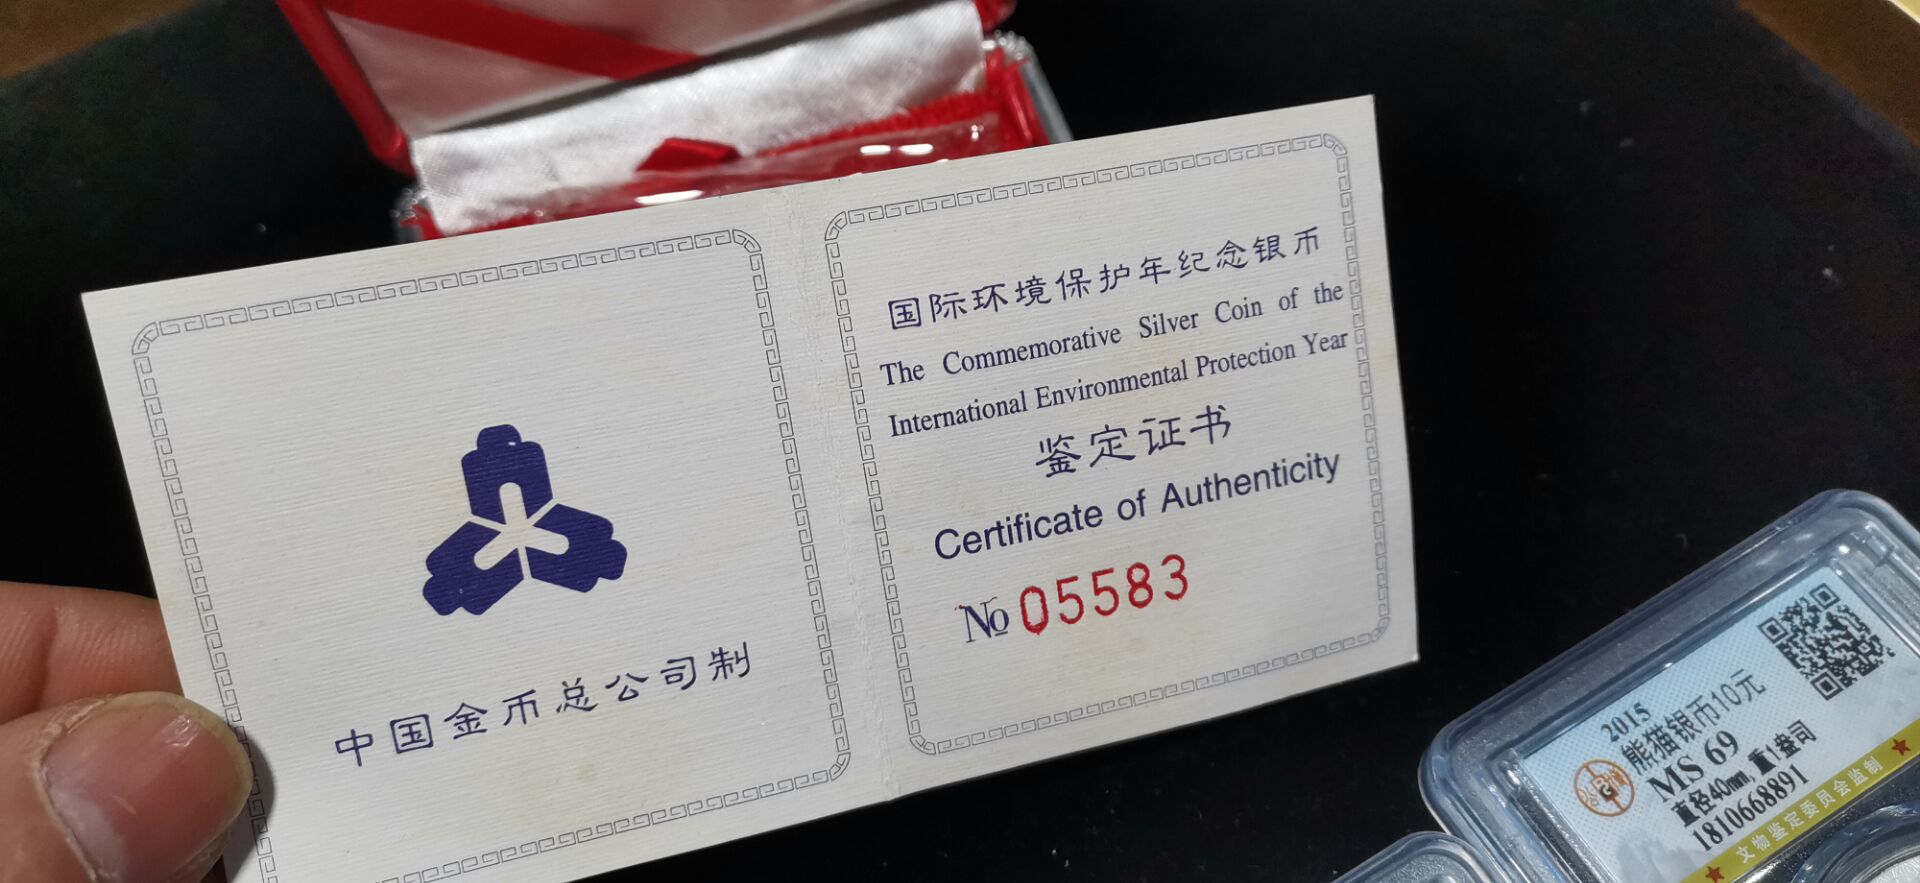 中国金币总公司制
国际环境保护年纪念银币
The Commemorative Silver Coin of the
International Environmental Protection Year
鉴定证书
Certificate of Authenticity
№ 05583
2015
熊猫银币10元
MS 69
直径40mm,重1盎司
1810668891
文物鉴定委员会监制